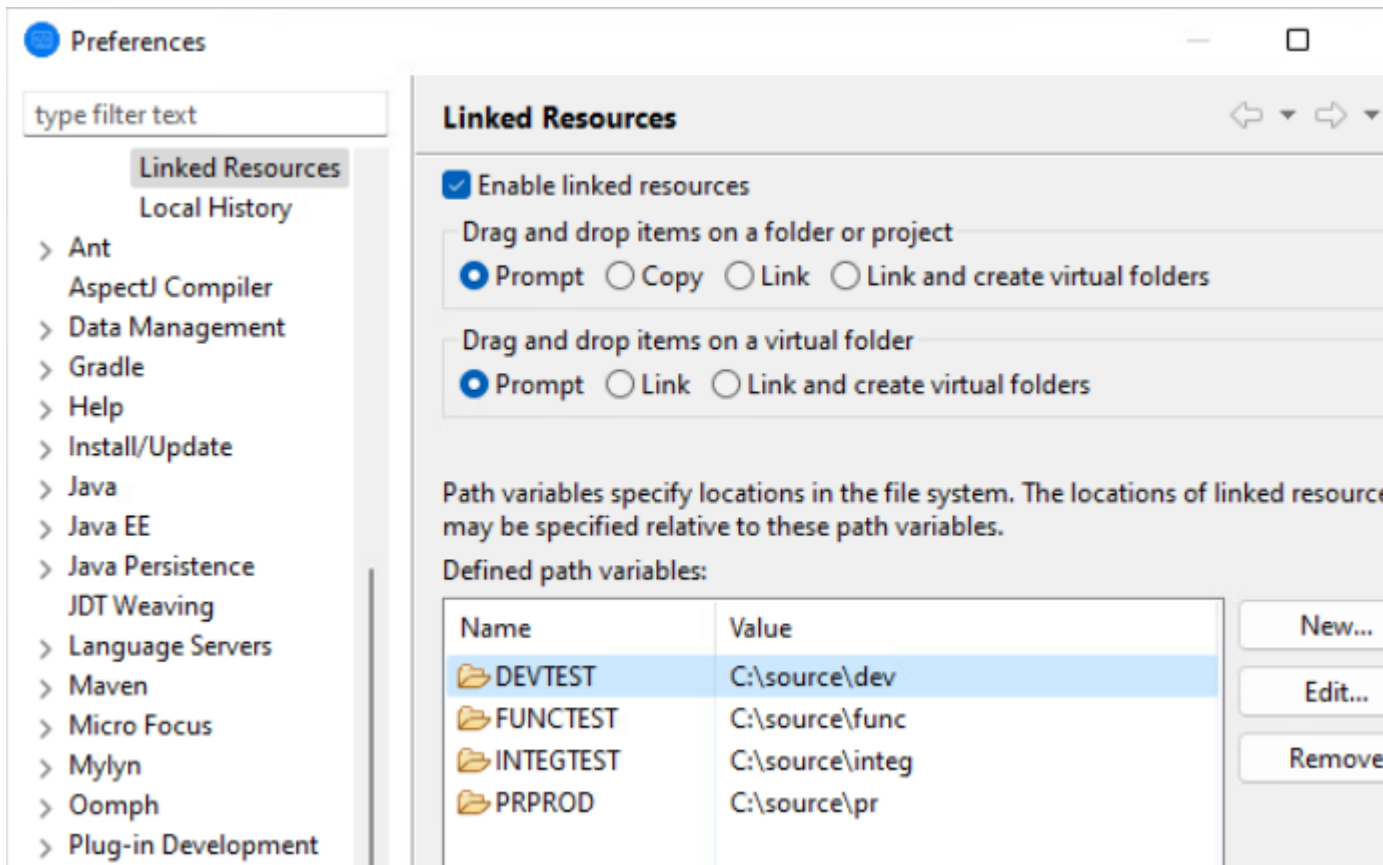 Preferences
type filter text
Linked Resources
Local History
Ant
AspectJ Compiler
Data Management
Gradle
Help
Install/Update
Java
Java EE
Java Persistence
JDT Weaving
Language Servers
Maven
Micro Focus
Mylyn
Oomph
Plug-in Development
Linked Resources
Enable linked resources
Drag and drop items on a folder or project
Prompt Copy Link Link and create virtual folders
Drag and drop items on a virtual folder
Prompt Link Link and create virtual folders
Path variables specify locations in the file system. The locations of linked resource
may be specified relative to these path variables.
Defined path variables:
Name Value
DEVTEST C:\source\dev
FUNCTEST C:\source\func
INTEGTEST C:\source\integ
PRPROD C:\source\pr
New...
Edit...
Remove